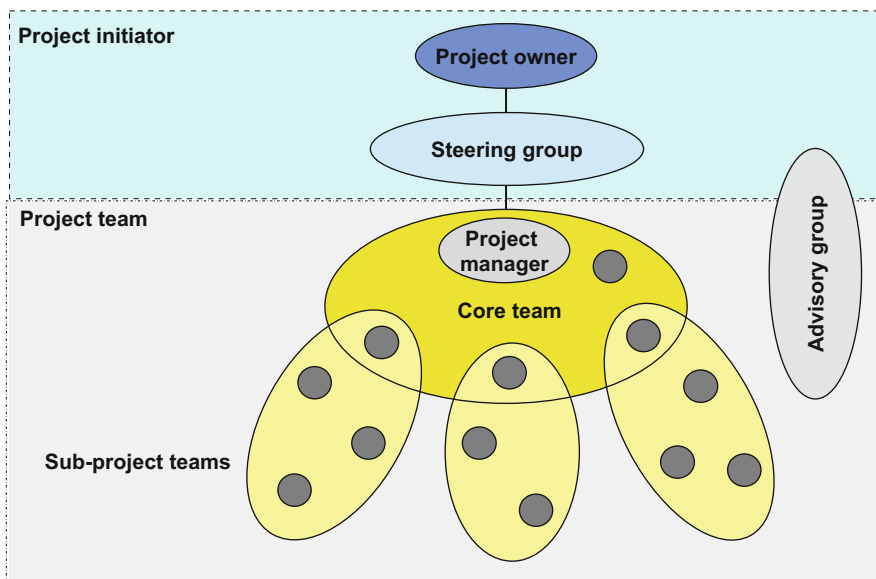 Project initiator
Project owner
Steering group
Project team
Project
manager
Core team
Advisory group
Sub-project teams